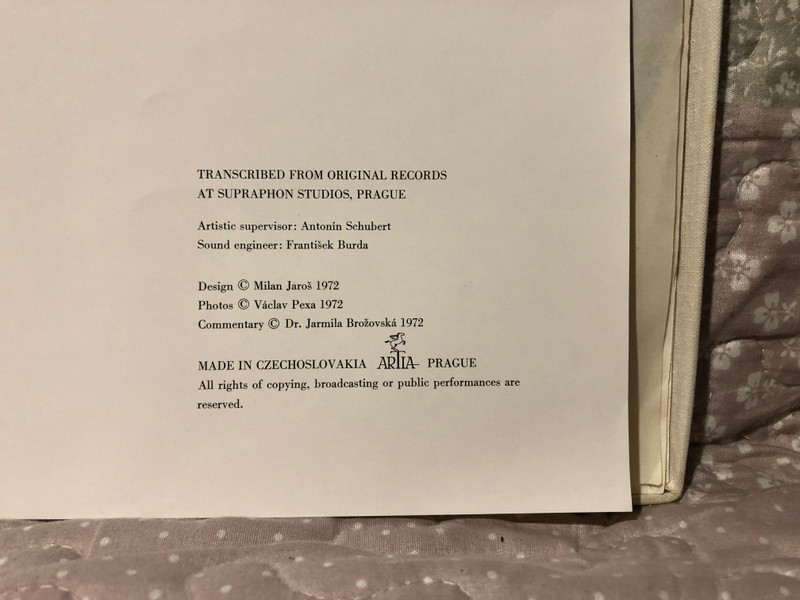 TRANSCRIBED FROM ORIGINAL RECORDS
AT SUPRAPHON STUDIOS, PRAGUE
Artistic supervisor: Antonín Schubert
Sound engineer: František Burda
Design © Milan Jaroš 1972
Photos © Václav Pexa 1972
Commentary © Dr. Jarmila Brožovská 1972
MADE IN CZECHOSLOVAKIA ARTIA PRAGUE
All rights of copying, broadcasting or public performances are
reserved.